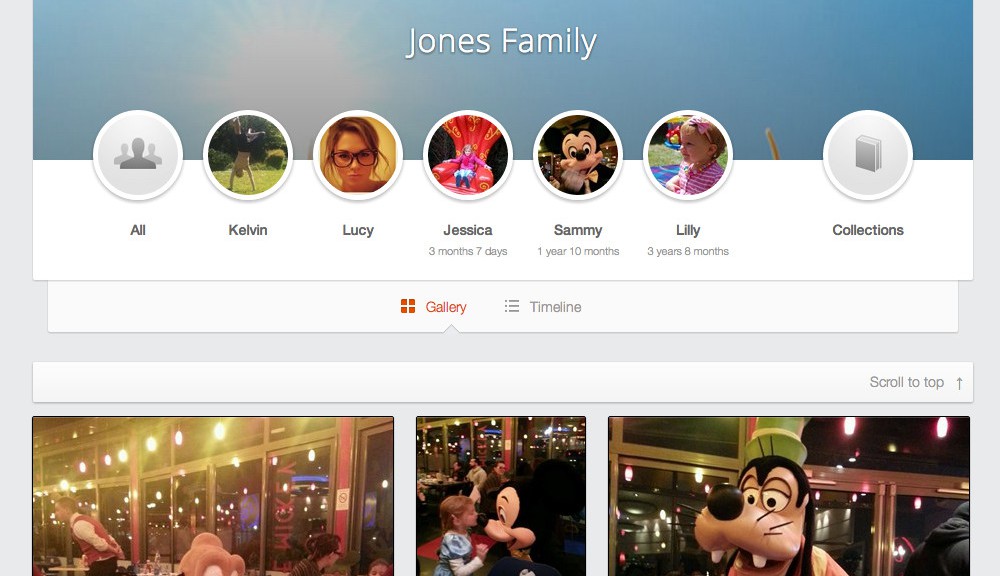 Jones Family
All
Kelvin
Lucy
Jessica
Sammy
Lilly
Collections
3 months 7 days
1 year 10 months
3 years 8 months
Gallery
Timeline
Scroll to top ↑